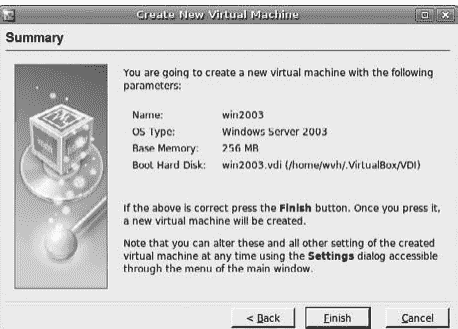 Create New Virtual Machine
Summary
You are going to create a new virtual machine with the following
parameters:
Name: win2003
OS Type: Windows Server 2003
Base Memory: 256 MB
Boot Hard Disk: win2003.vdi (/home/wvh/.VirtualBox/VDI)
If the above is correct press the Finish button. Once you press it,
a new virtual machine will be created.
Note that you can alter these and all other setting of the created
virtual machine at any time using the Settings dialog accessible
through the menu of the main window.
< Back Finish Cancel